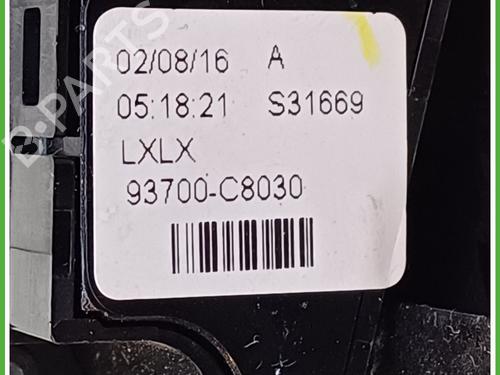 02/08/16 A
05:18:21 S31669
LXLX
93700-C8030
B-PARTS